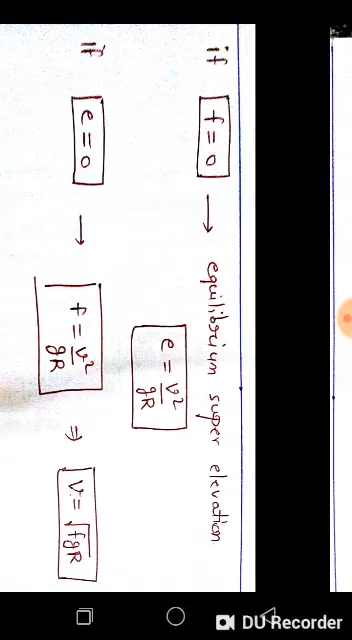 if f = 0 → equilibrium super elevation
e = v²/gR
if e = 0 → f = v²/gR ⇒ V = √fgR
DU Recorder